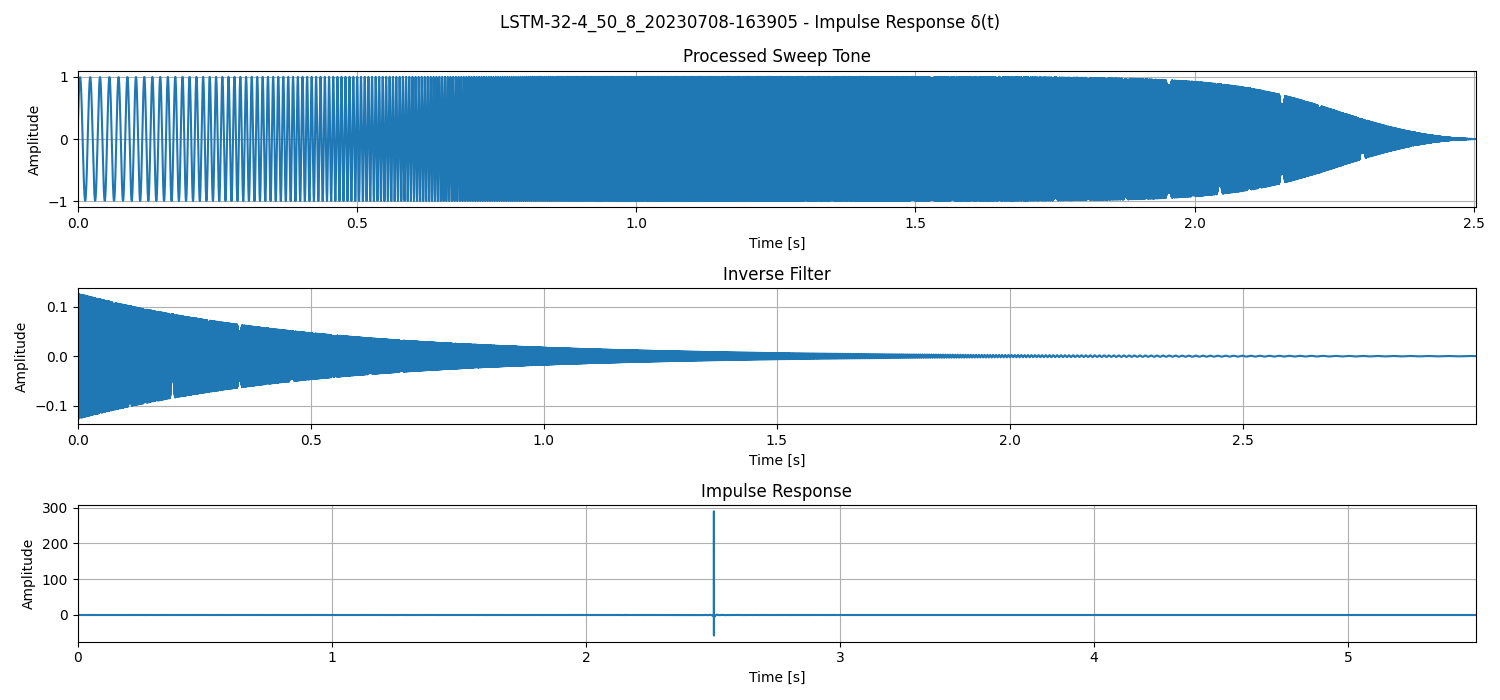 LSTM-32-4_50_8_20230708-163905 - Impulse Response δ(t)
Processed Sweep Tone
Amplitude
1
0
−1
0.0 0.5 1.0 1.5 2.0 2.5
Time [s]
Inverse Filter
Amplitude
0.1
0.0
−0.1
0.0 0.5 1.0 1.5 2.0 2.5
Time [s]
Impulse Response
Amplitude
300
200
100
0
0 1 2 3 4 5
Time [s]